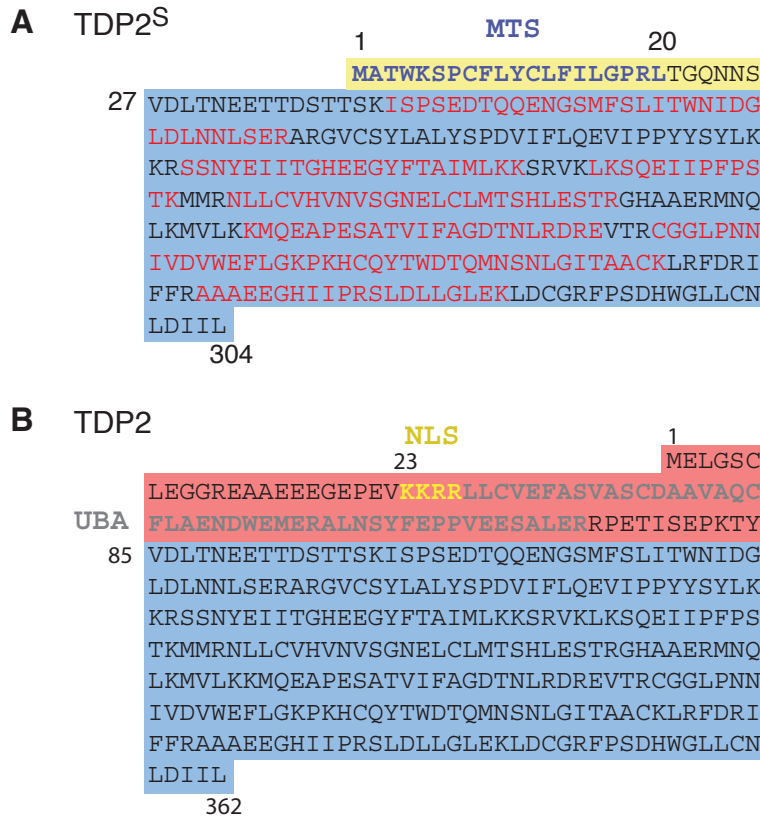 A TDP2S
MTS
1 20
MATWKSPCFLYCLFILGPRLTGQNNS
27 VDLTNEETTDSTTSKISPSEDTQQENGSMFSLITWNIDG
LDLNNLSERARGVCSYLALYSPDVIFLQEVIPPYYSYLK
KRSSNYEIITGHEEGYFTAIMLKKSRVKLKSQEIIPFPS
TKMMRNLLCVHVNVSGNELCLMTSHLESTRGHAAERMNQ
LKMVLKKMQEAPESATVIFAGDTNLRDREVTRCGGLPNN
IVDVWEFLGKPKHCQYTWDTQMNSNLGITAACKLRFDRI
FFRAAAEEGHIIPRSLDLLGLEKLDCGRFPSDHWGLLCN
LDIIL
304
B TDP2
NLS
23 1
MELGSC
LEGGREAAEEEGEPEVKKRRLLCVEFASVASCDAAVAQC
UBA FLAENDWEMERALNSYFEPPVEESALERRPETISEPKTY
85 VDLTNEETTDSTTSKISPSEDTQQENGSMFSLITWNIDG
LDLNNLSERARGVCSYLALYSPDVIFLQEVIPPYYSYLK
KRSSNYEIITGHEEGYFTAIMLKKSRVKLKSQEIIPFPS
TKMMRNLLCVHVNVSGNELCLMTSHLESTRGHAAERMNQ
LKMVLKKMQEAPESATVIFAGDTNLRDREVTRCGGLPNN
IVDVWEFLGKPKHCQYTWDTQMNSNLGITAACKLRFDRI
FFRAAAEEGHIIPRSLDLLGLEKLDCGRFPSDHWGLLCN
LDIIL
362